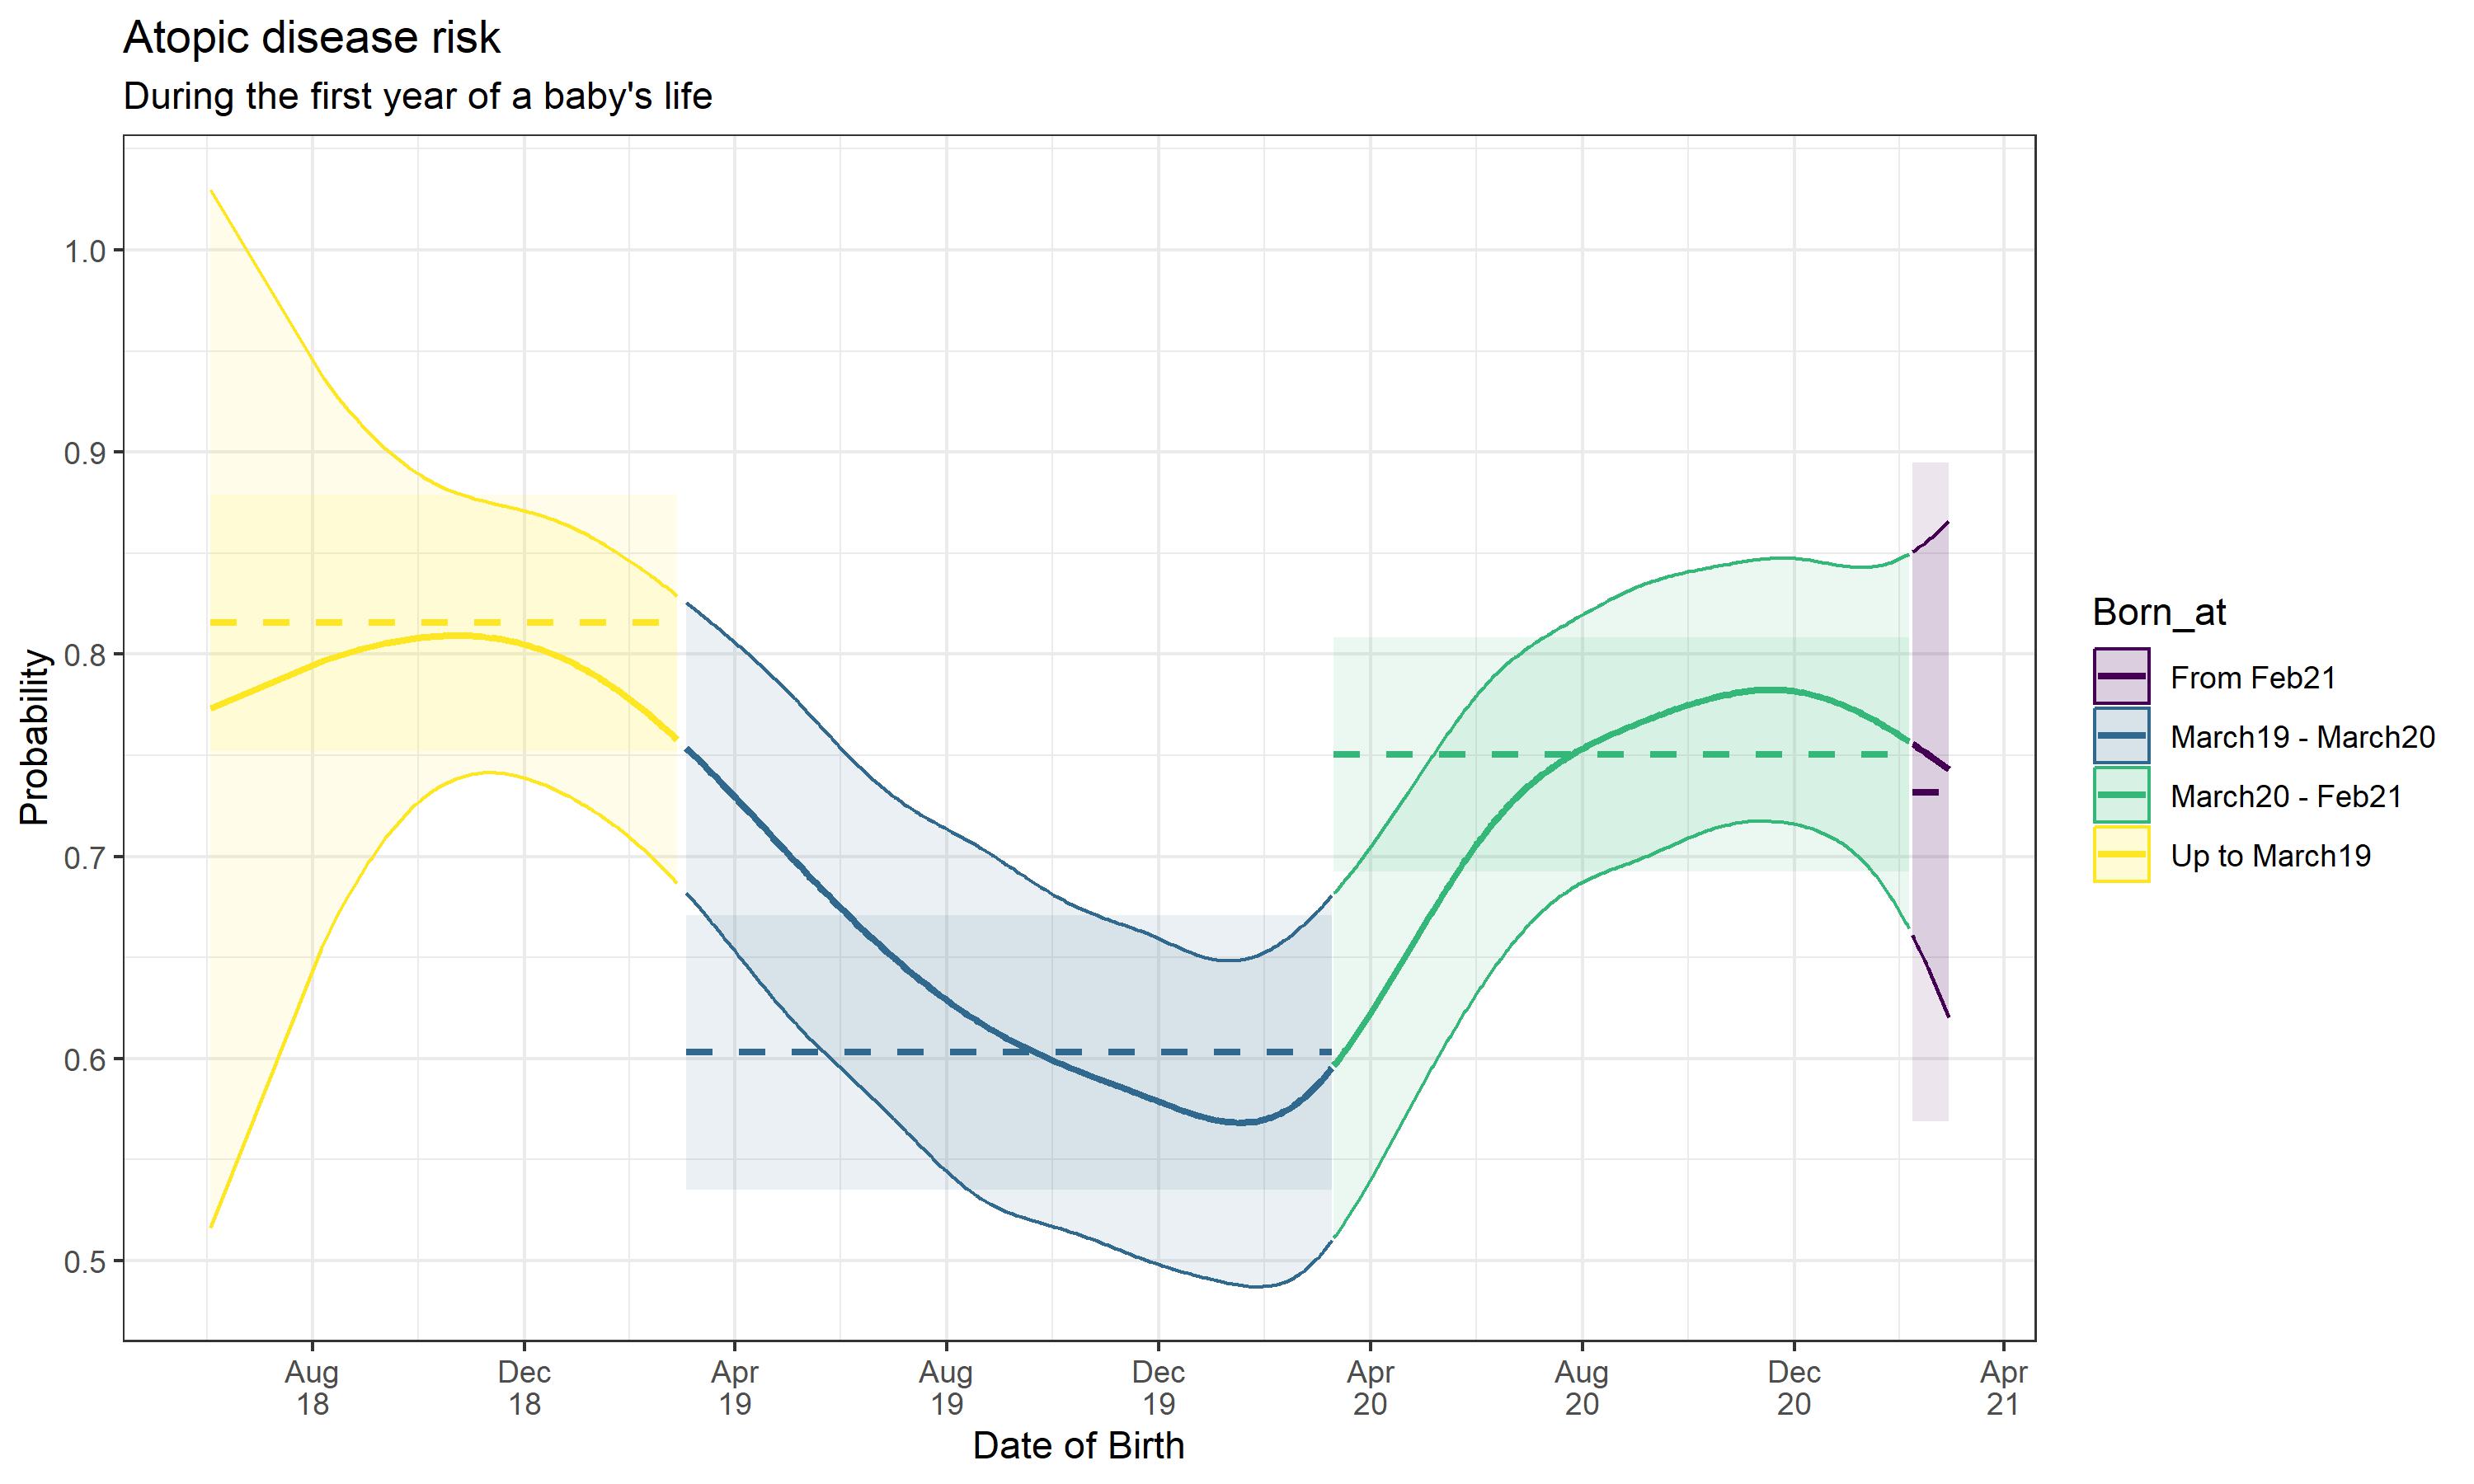 Atopic disease risk
During the first year of a baby's life
Probability
1.0
0.9
0.8
0.7
0.6
0.5
Aug
18
Dec
18
Apr
19
Aug
19
Dec
19
Apr
20
Aug
20
Dec
20
Apr
21
Date of Birth
Born_at
From Feb21
March19 - March20
March20 - Feb21
Up to March19